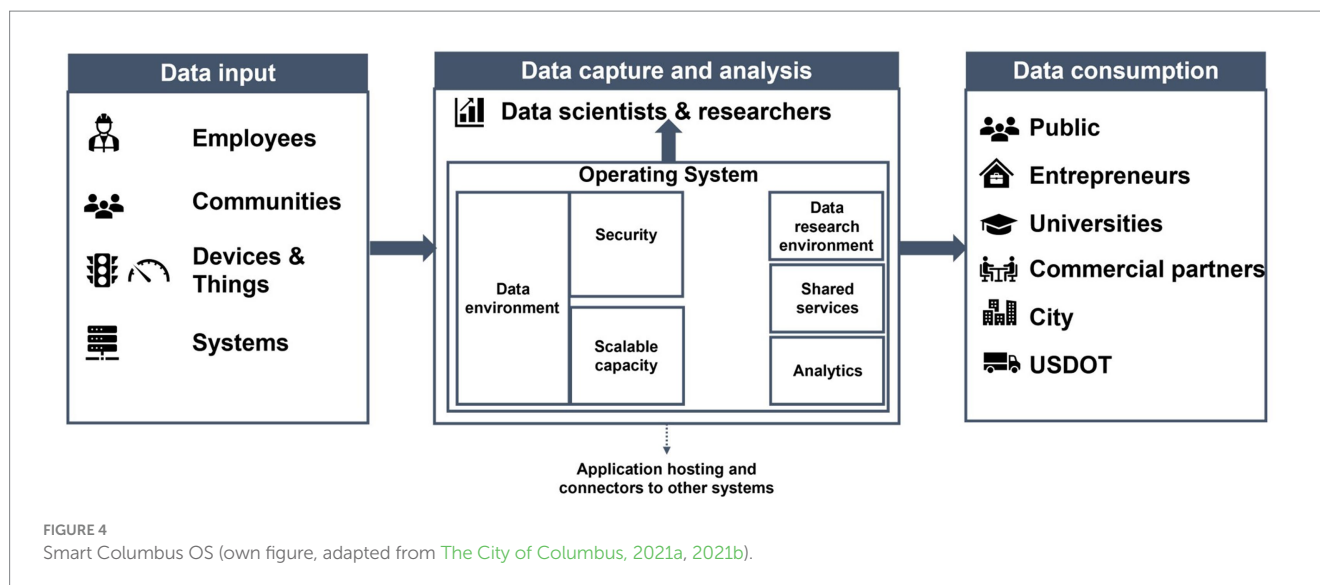 Data input
Employees
Communities
Devices &
Things
Systems
Data capture and analysis
Data scientists & researchers
Operating System
Data
environment
Security
Scalable
capacity
Data
research
environment
Shared
services
Analytics
Application hosting and
connectors to other systems
Data consumption
Public
Entrepreneurs
Universities
Commercial partners
City
USDOT
FIGURE 4
Smart Columbus OS (own figure, adapted from The City of Columbus, 2021a, 2021b).